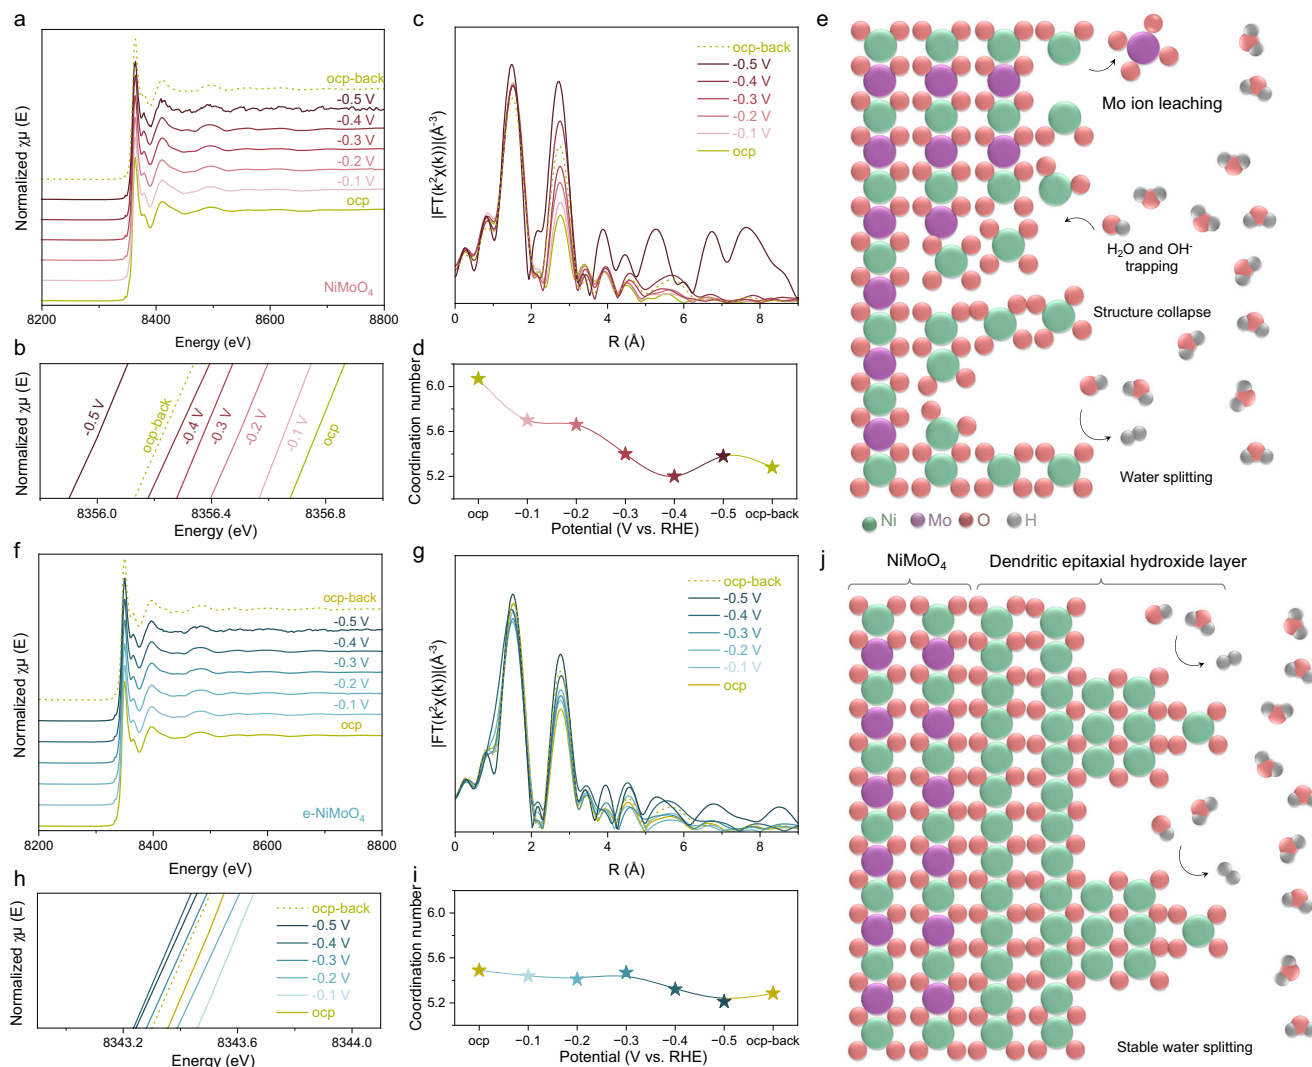 a
Normalized χμ (E)
ocp-back
-0.5 V
-0.4 V
-0.3 V
-0.2 V
-0.1 V
ocp
NiMoO₄
8200 8400 8600 8800
Energy (eV)
b
Normalized χμ (E)
-0.5 V
ocp-back
-0.4 V
-0.3 V
-0.2 V
-0.1 V
ocp
8356.0 8356.4 8356.8
Energy (eV)
c
|FT(k²χ(k))|(Å⁻³)
ocp-back
-0.5 V
-0.4 V
-0.3 V
-0.2 V
-0.1 V
ocp
0 2 4 6 8
R (Å)
d
Coordination number
6.0
5.6
5.2
ocp −0.1 −0.2 −0.3 −0.4 −0.5 ocp-back
Potential (V vs. RHE)
e
Mo ion leaching
H₂O and OH⁻
trapping
Structure collapse
Water splitting
Ni Mo O H
f
Normalized χμ (E)
ocp-back
-0.5 V
-0.4 V
-0.3 V
-0.2 V
-0.1 V
ocp
e-NiMoO₄
8200 8400 8600 8800
Energy (eV)
g
|FT(k²χ(k))|(Å⁻³)
ocp-back
-0.5 V
-0.4 V
-0.3 V
-0.2 V
-0.1 V
ocp
0 2 4 6 8
R (Å)
h
Normalized χμ (E)
ocp-back
-0.5 V
-0.4 V
-0.3 V
-0.2 V
-0.1 V
ocp
8343.2 8343.6 8344.0
Energy (eV)
i
Coordination number
6.0
5.6
5.2
ocp −0.1 −0.2 −0.3 −0.4 −0.5 ocp-back
Potential (V vs. RHE)
j
NiMoO₄ Dendritic epitaxial hydroxide layer
Stable water splitting